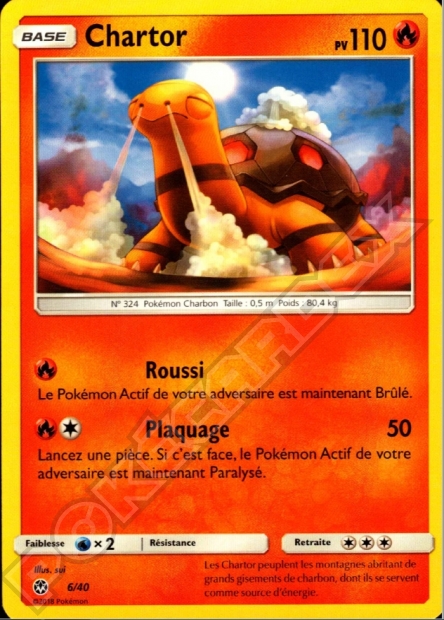 BASE Chartor PV 110
N° 324 Pokémon Charbon Taille : 0,5 m Poids : 80,4 kg
Roussi
Le Pokémon Actif de votre adversaire est maintenant Brûlé.
Plaquage 50
Lancez une pièce. Si c'est face, le Pokémon Actif de votre
adversaire est maintenant Paralysé.
Faiblesse × 2 Résistance Retraite
Illus. sui
6/40
©2018 Pokémon
Les Chartor peuplent les montagnes abritant de
grands gisements de charbon, dont ils se servent
comme source d'énergie.
POKECARDEX